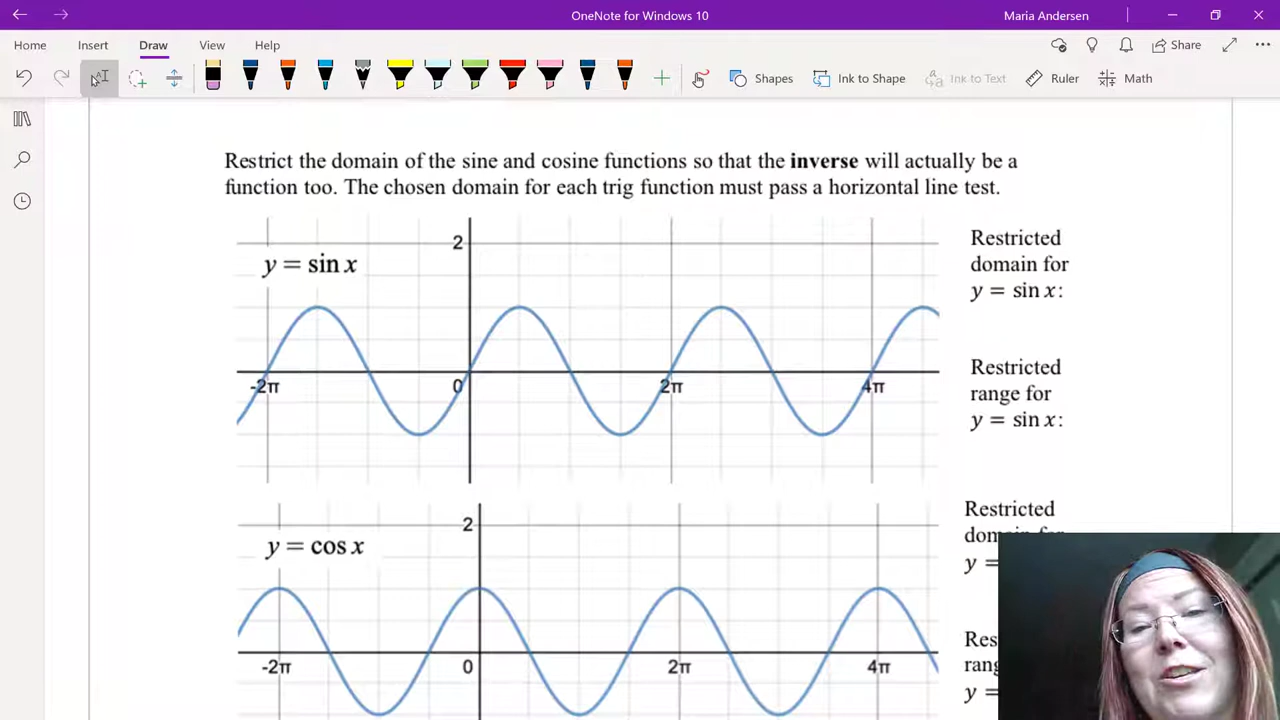 OneNote for Windows 10
Maria Andersen
Home Insert Draw View Help
Share
Shapes Ink to Shape Ink to Text Ruler Math
Restrict the domain of the sine and cosine functions so that the inverse will actually be a
function too. The chosen domain for each trig function must pass a horizontal line test.
2
y = sin x
-2π 0 2π 4π
Restricted
domain for
y = sin x:
Restricted
range for
y = sin x:
2
y = cos x
-2π 0 2π 4π
Restricted
y =
y =